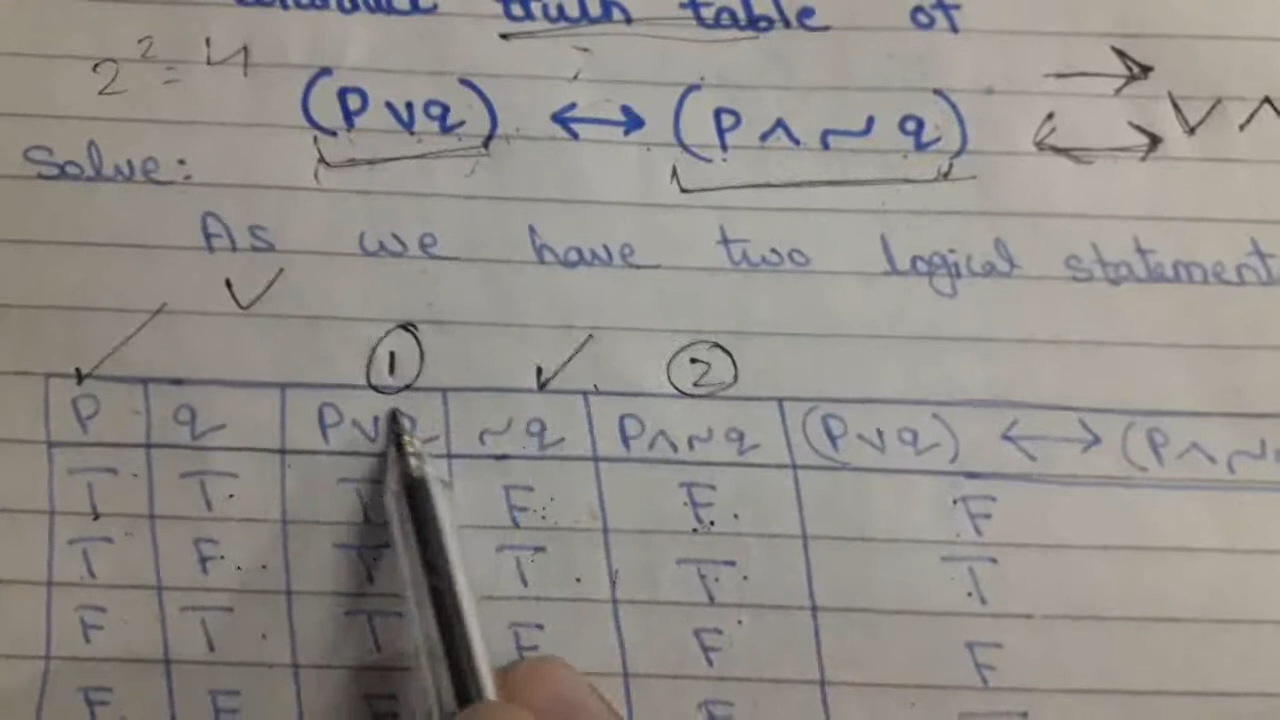 truth table of
2² = 4
(P ∨ q) ↔ (P ∧ ~ q) → ↔ ∨ ∧
Solve:
As we have two Logical statement
1 2
P q P∨q ~q P∧~q (P∨q) ↔ (P∧~
T T T F F F
T F T T T T
F T T F F F
F F F F